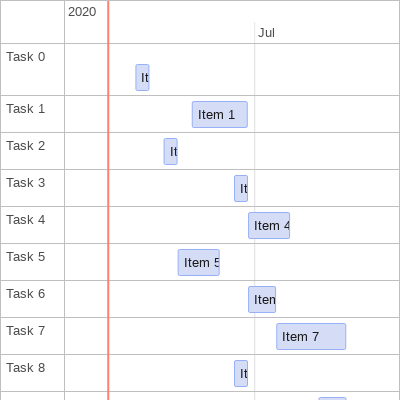 2020
Jul
Task 0
It
Task 1
Item 1
Task 2
It
Task 3
It
Task 4
Item 4
Task 5
Item 5
Task 6
Item
Task 7
Item 7
Task 8
It